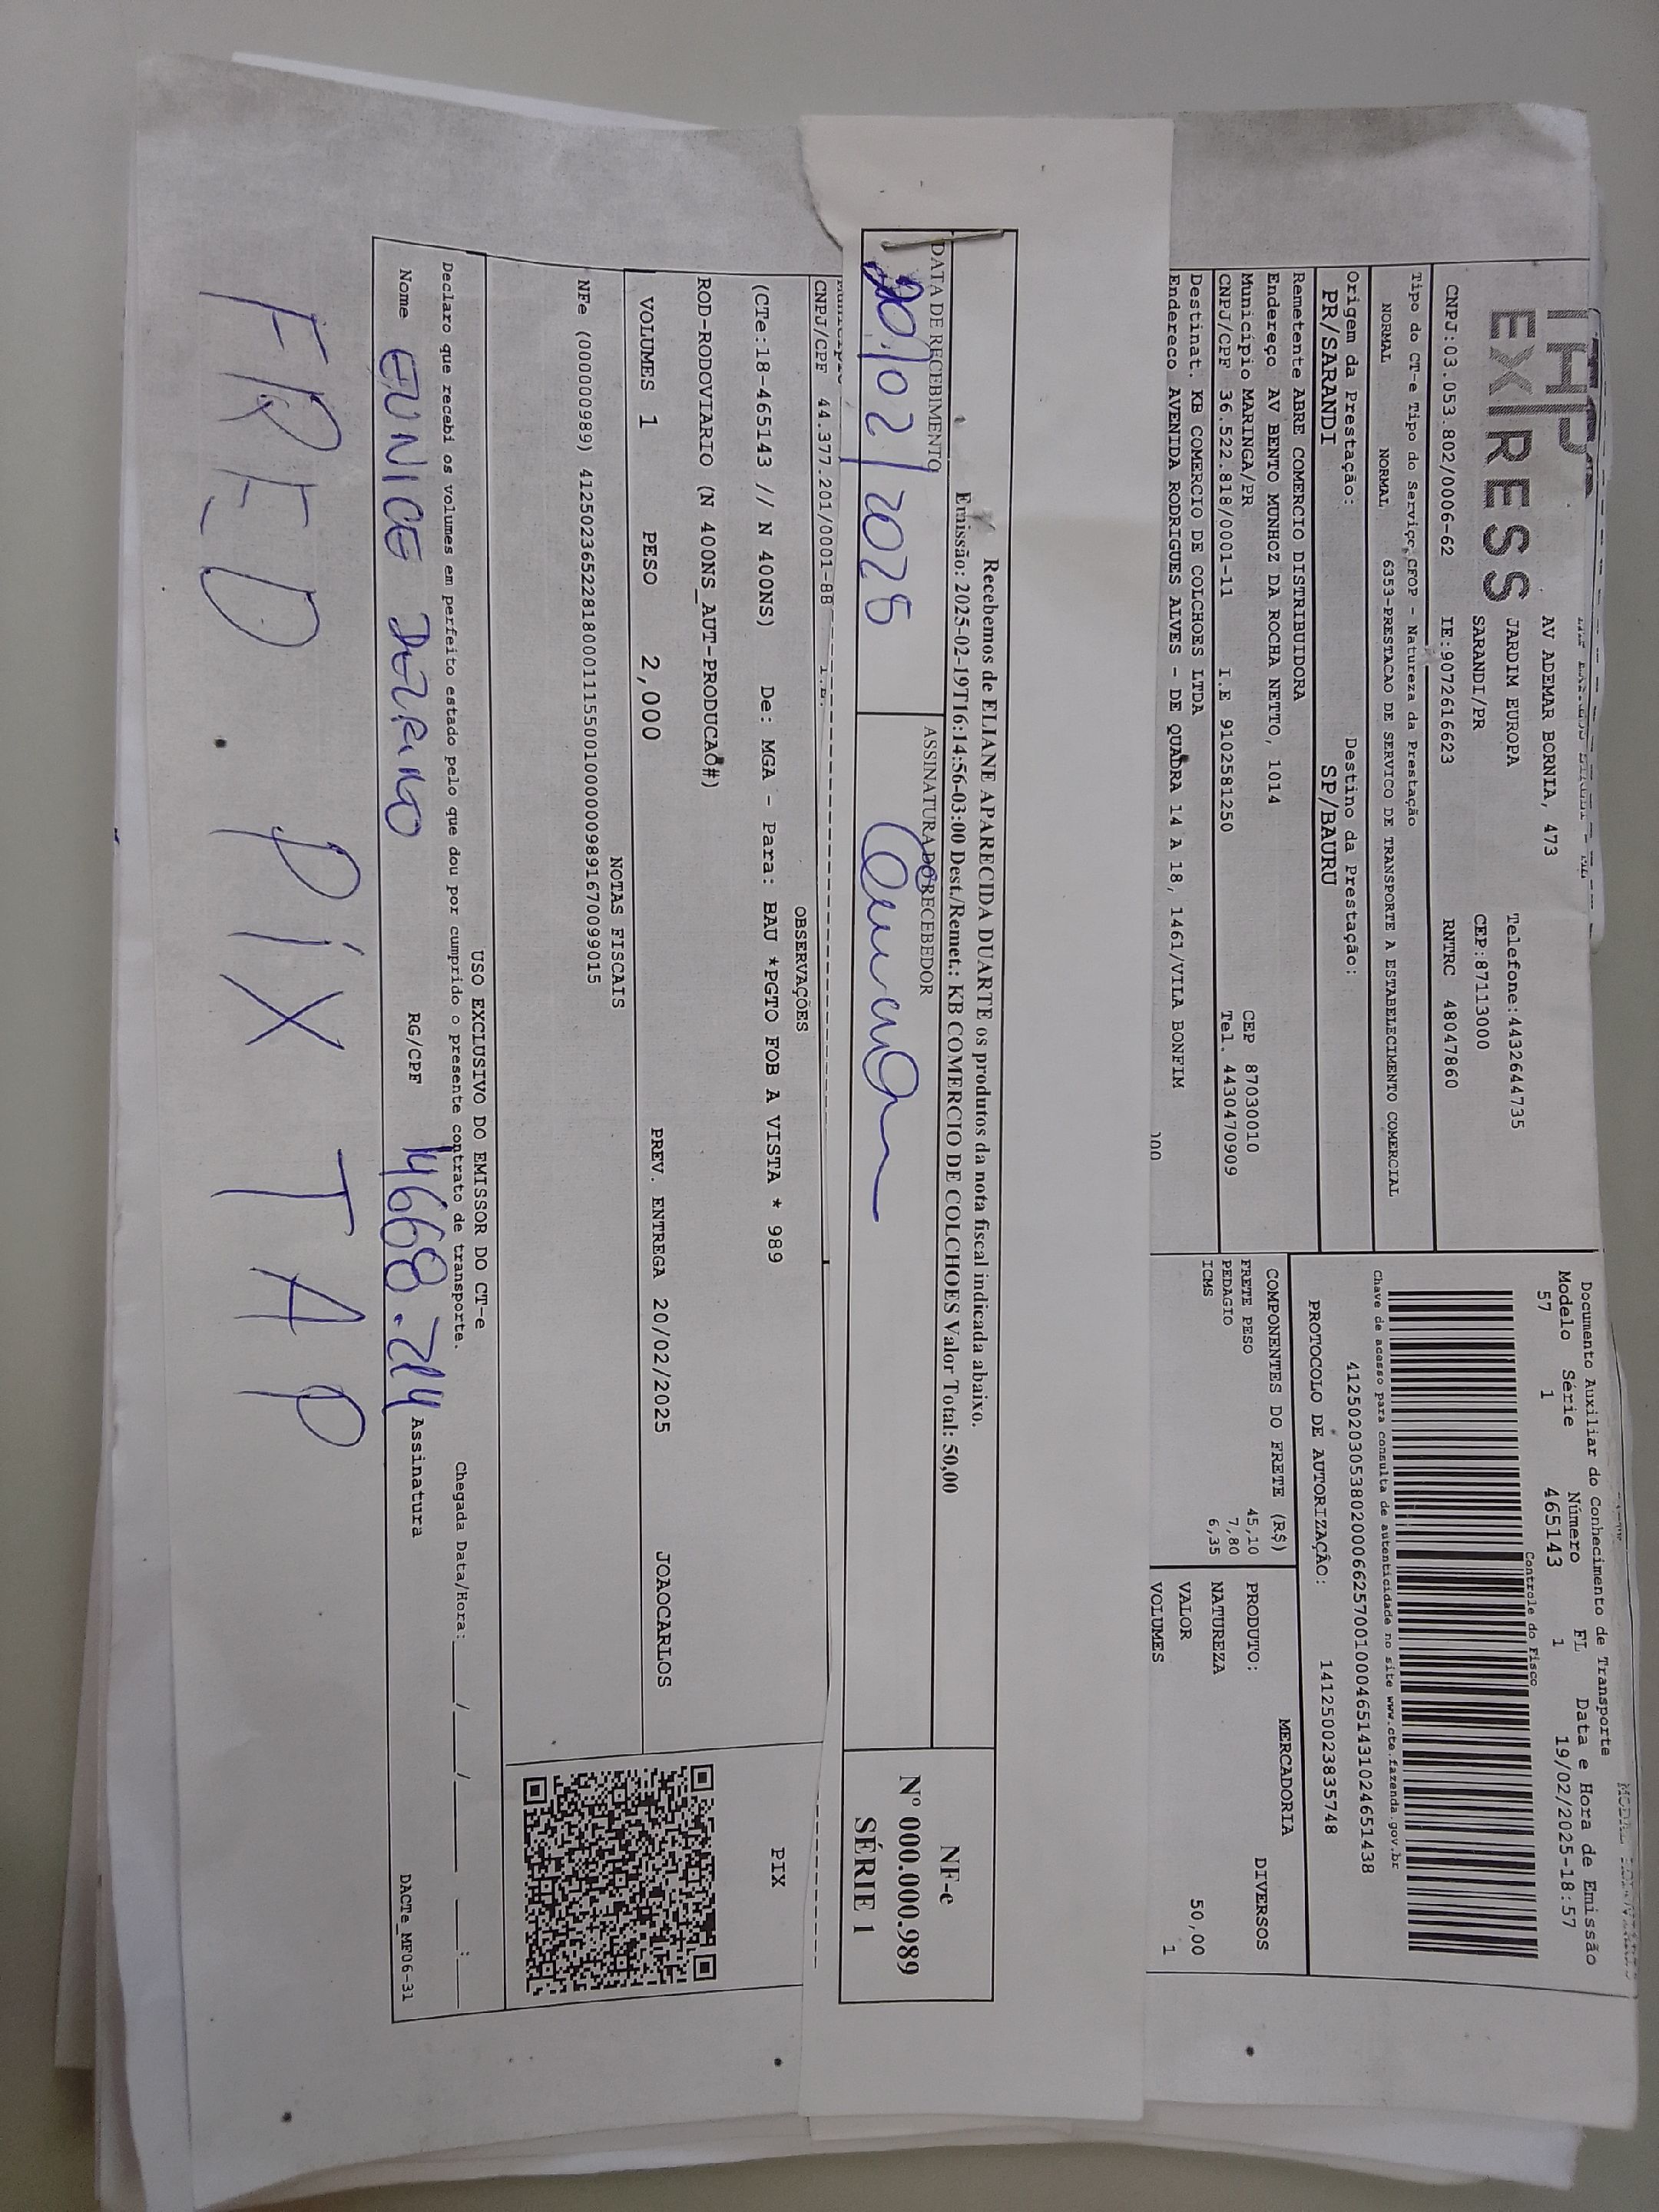 THP
EXPRESS
AV ADEMAR BORNIA, 473
JARDIM EUROPA Telefone:4432644735
SARANDI/PR CEP:87113000
CNPJ:03.053.802/0006-62 IE:9072616623 RNTRC 48047860
Tipo do CT-e Tipo do Serviço CFOP - Natureza da Prestação
NORMAL NORMAL 6353-PRESTACAO DE SERVICO DE TRANSPORTE A ESTABELECIMENTO COMERCIAL
Origem da Prestação: Destino da Prestação:
PR/SARANDI SP/BAURU
Remetente ABRE COMERCIO DISTRIBUIDORA
Endereço AV BENTO MUNHOZ DA ROCHA NETTO, 1014
Município MARINGA/PR CEP 87030010
CNPJ/CPF 36.522.818/0001-11 I.E 9102581250 Tel. 4430470909
Destinat. KB COMERCIO DE COLCHOES LTDA
Endereco AVENIDA RODRIGUES ALVES - DE QUADRA 14 A 18, 1461/VILA BONFIM
Documento Auxiliar do Conhecimento de Transporte
Modelo Série Número FL Data e Hora de Emissão
57 1 465143 1 19/02/2025-18:57
Controle do Fisco
Chave de acesso para consulta de autenticidade no site www.cte.fazenda.gov.br
41250203053802000662570010004651431024651438
PROTOCOLO DE AUTORIZAÇÃO: 141250023835748
COMPONENTES DO FRETE (R$)
FRETE PESO 45,10
PEDAGIO 7,80
ICMS 6,35
MERCADORIA
PRODUTO: DIVERSOS
NATUREZA
VALOR 50,00
VOLUMES 1
Recebemos de ELIANE APARECIDA DUARTE os produtos da nota fiscal indicada abaixo.
Emissão: 2025-02-19T16:14:56-03:00 Dest./Remet.: KB COMERCIO DE COLCHOES Valor Total: 50,00
DATA DE RECEBIMENTO ASSINATURA DO RECEBEDOR
20/02/2025
NF-e
Nº 000.000.989
SÉRIE 1
CNPJ/CPF 44.377.201/0001-88
OBSERVAÇÕES
(CTe:18-465143 // N 400NS) De: MGA - Para: BAU *PGTO FOB A VISTA * 989
ROD-RODOVIARIO (N 400NS_AUT-PRODUCAO#)
PIX
VOLUMES 1 PESO 2,000 PREV. ENTREGA 20/02/2025 JOAOCARLOS
NOTAS FISCAIS
NFe (000000989) 41250236522818000111550010000009891670099015
USO EXCLUSIVO DO EMISSOR DO CT-e
Declaro que recebi os volumes em perfeito estado pelo que dou por cumprido o presente contrato de transporte. Chegada Data/Hora:___/___/_____ __:__
Nome EUNICE RG/CPF Assinatura DACTe_MF06-31
FRED. PIX TAP